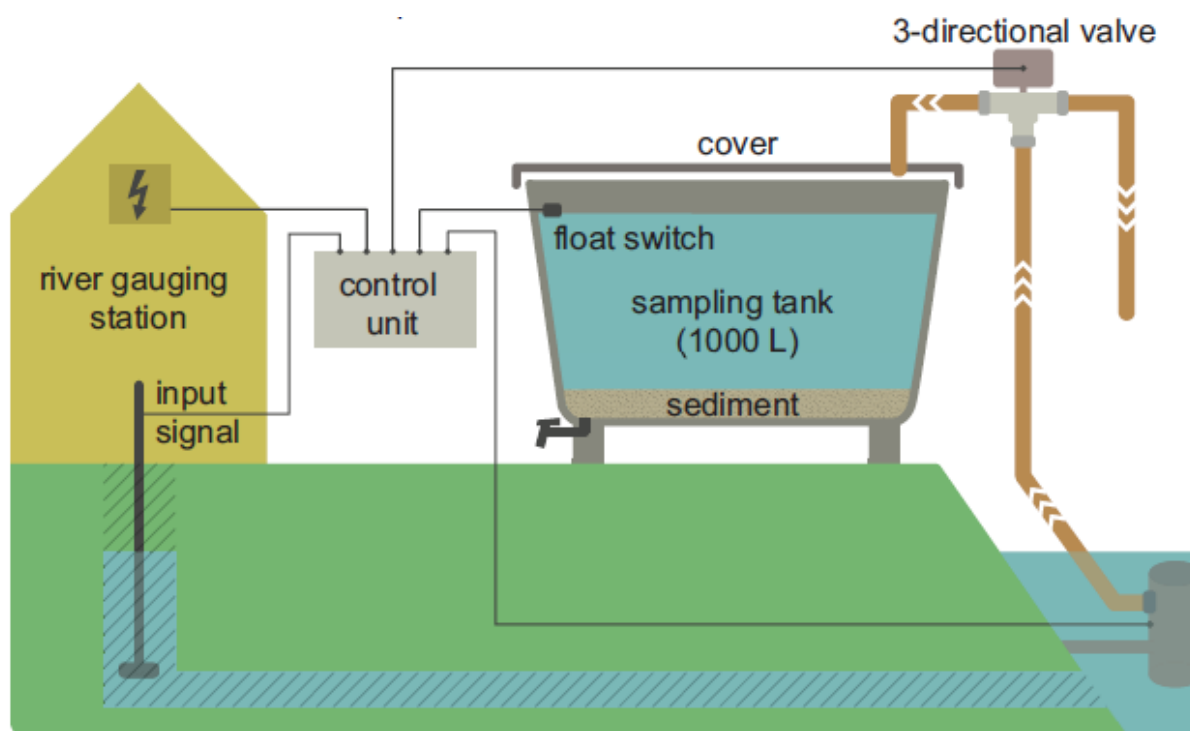 3-directional valve
cover
float switch
river gauging
station
control
unit
sampling tank
(1000 L)
input
signal
sediment